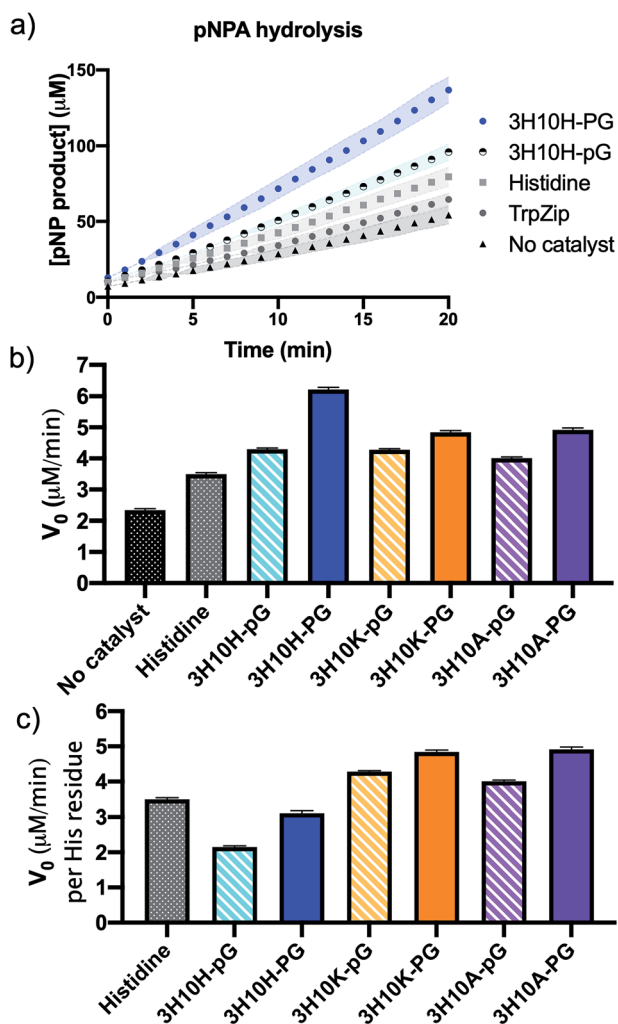 a)
pNPA hydrolysis
[pNP product] (μM)
150
100
50
0
0 5 10 15 20
Time (min)
3H10H-PG
3H10H-pG
Histidine
TrpZip
No catalyst
b)
V0 (μM/min)
7
6
5
4
3
2
1
0
No catalyst
Histidine
3H10H-pG
3H10H-PG
3H10K-pG
3H10K-PG
3H10A-pG
3H10A-PG
c)
V0 (μM/min)
per His residue
6
5
4
3
2
1
0
Histidine
3H10H-pG
3H10H-PG
3H10K-pG
3H10K-PG
3H10A-pG
3H10A-PG